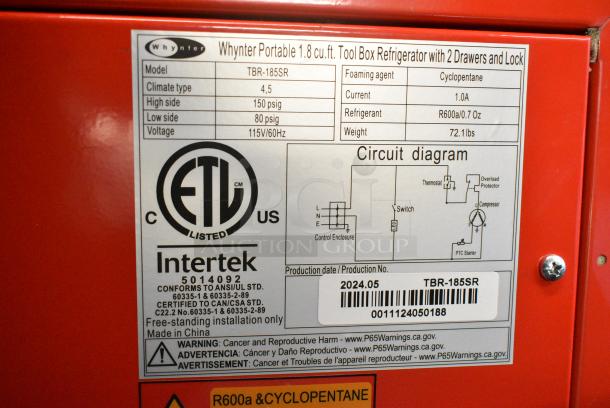 Whynter Whynter Portable 1.8 cu.ft. Tool Box Refrigerator with 2 Drawers and Lock
Model TBR-185SR Foaming agent Cyclopentane
Climate type 4,5 Current 1.0A
High side 150 psig
Low side 80 psig Refrigerant R600a/0.7 Oz
Voltage 115V/60Hz Weight 72.1lbs
Circuit diagram
Thermostat
Overload Protector
Compressor
Switch
L
N
E
Control Enclosure
PTC Starter
ETL CM
C US
LISTED
Intertek
5014092
CONFORMS TO ANSI/UL STD.
60335-1 & 60335-2-89
CERTIFIED TO CAN/CSA STD.
C22.2 No.60335-1 & 60335-2-89
Free-standing installation only
Made in China
PCI
AUCTION GROUP
Production date / Production No.
2024.05 TBR-185SR
0011124050188
WARNING: Cancer and Reproductive Harm - www.P65Warnings.ca.gov.
ADVERTENCIA: Cáncer y Daño Reproductivo - www.P65Warnings.ca.gov.
AVERTISSEMENT: Cancer et Troubles de l'appareil reproducteur - www.P65Warnings.ca.gov.
R600a &CYCLOPENTANE